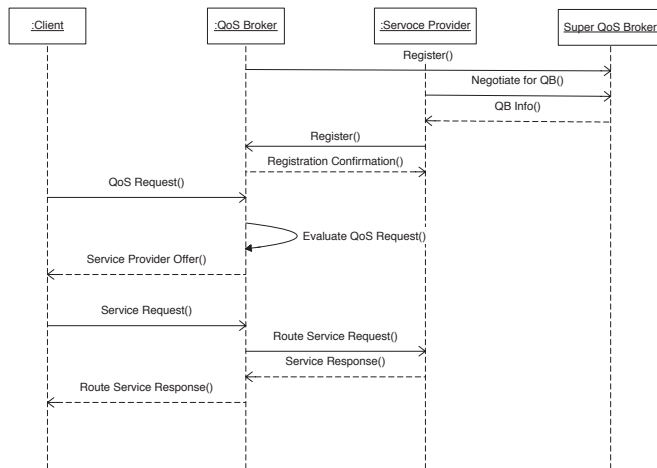 :Client
:QoS Broker
:Servoce Provider
Super QoS Broker
Register()
Negotiate for QB()
QB Info()
Register()
Registration Confirmation()
QoS Request()
Evaluate QoS Request()
Service Provider Offer()
Service Request()
Route Service Request()
Service Response()
Route Service Response()